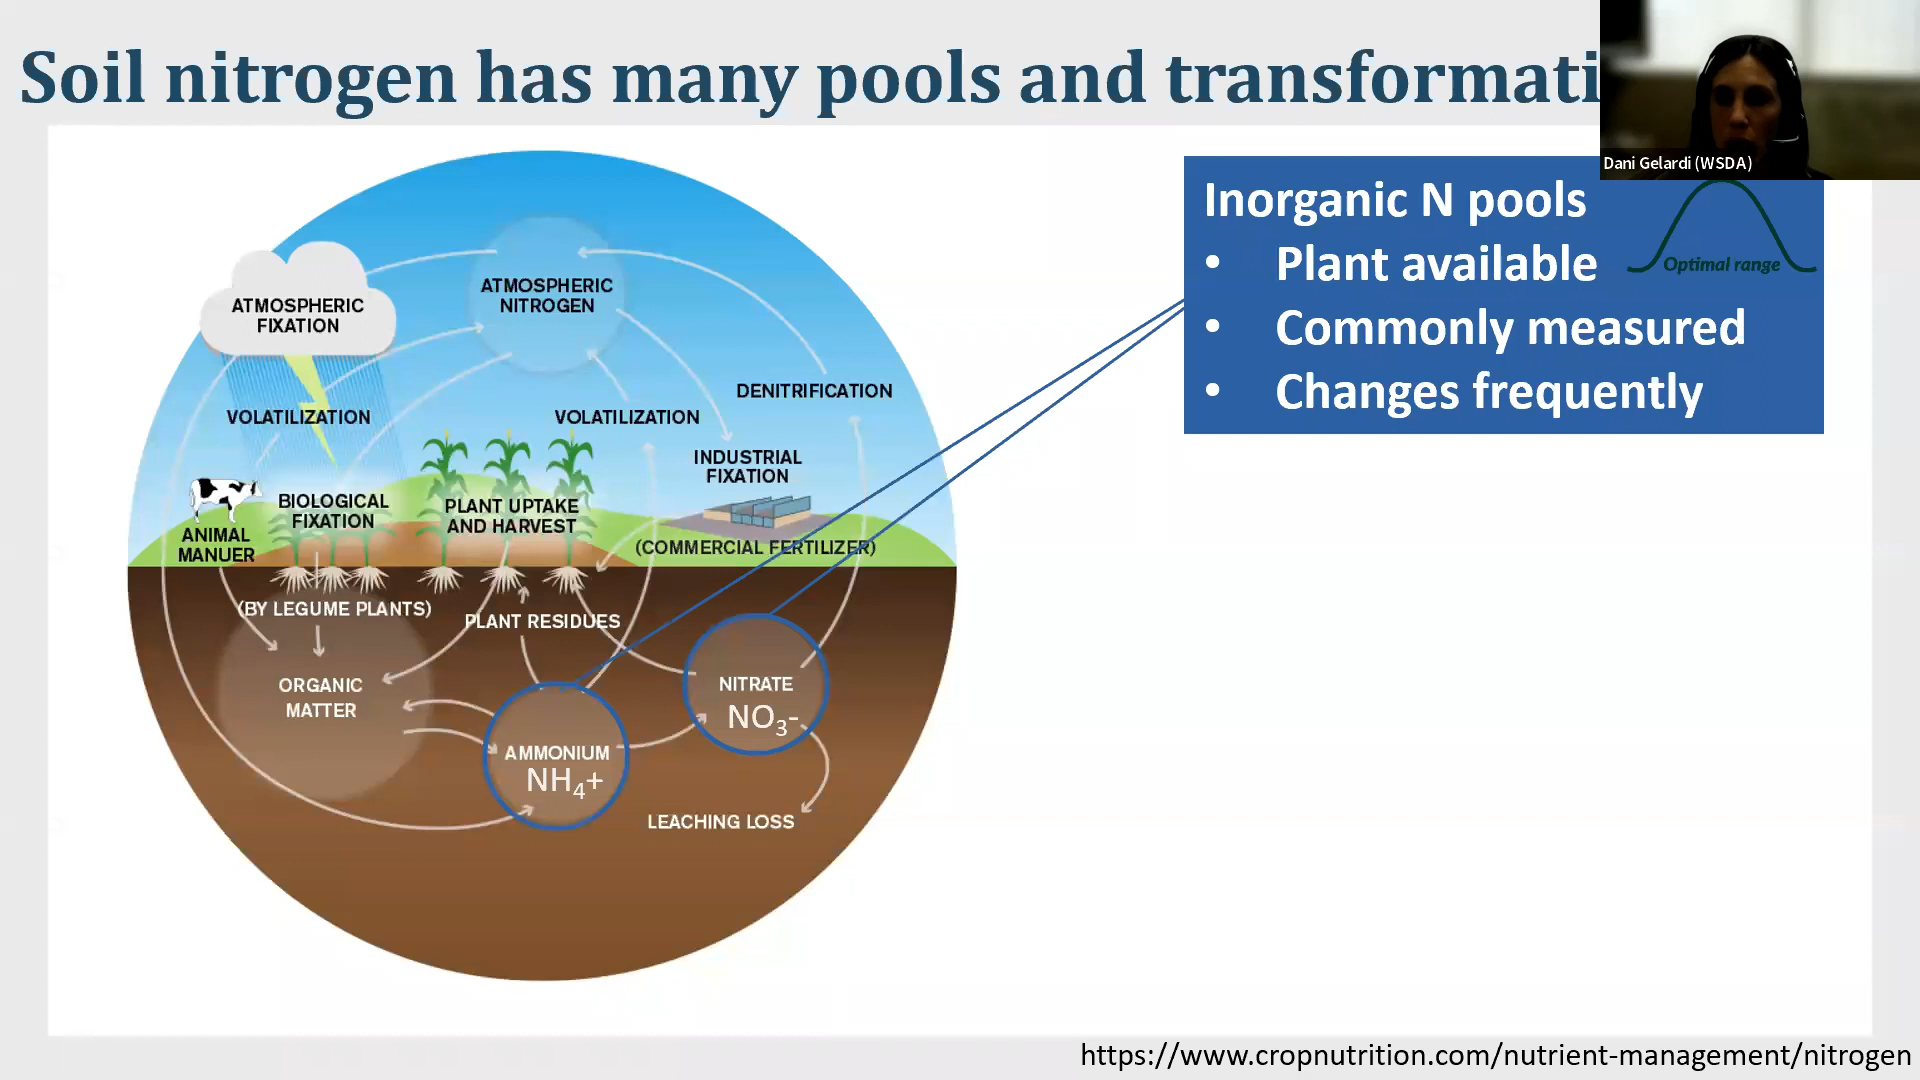 Soil nitrogen has many pools and transformati
Dani Gelardi (WSDA)
Inorganic N pools
• Plant available
Optimal range
• Commonly measured
• Changes frequently
ATMOSPHERIC
FIXATION
ATMOSPHERIC
NITROGEN
VOLATILIZATION
VOLATILIZATION
DENITRIFICATION
INDUSTRIAL
FIXATION
BIOLOGICAL
FIXATION
PLANT UPTAKE
AND HARVEST
ANIMAL
MANUER
(COMMERCIAL FERTILIZER)
(BY LEGUME PLANTS)
PLANT RESIDUES
ORGANIC
MATTER
NITRATE
NO₃-
AMMONIUM
NH₄+
LEACHING LOSS
https://www.cropnutrition.com/nutrient-management/nitrogen